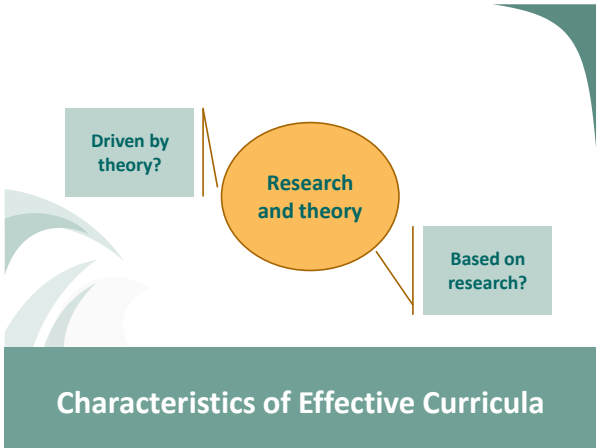 Driven by
theory?
Research
and theory
Based on
research?
Characteristics of Effective Curricula